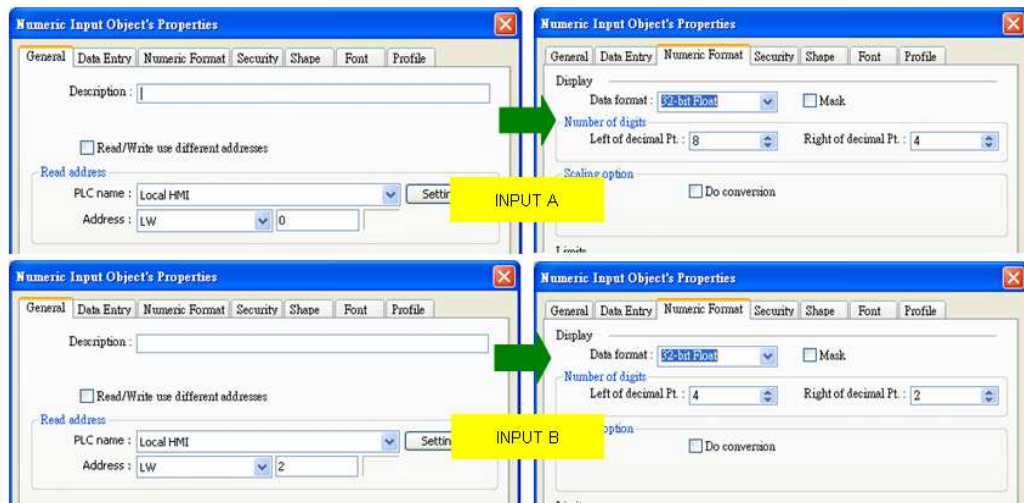 Numeric Input Object's Properties
General Data Entry Numeric Format Security Shape Font Profile
Description :
Read/Write use different addresses
Read address
PLC name : Local HMI Settin
Address : LW 0
Numeric Input Object's Properties
General Data Entry Numeric Format Security Shape Font Profile
Display
Data format : 32-bit Float Mask
Number of digits
Left of decimal Pt. : 8 Right of decimal Pt. : 4
Scaling option
Do conversion
Limits
INPUT A
Numeric Input Object's Properties
General Data Entry Numeric Format Security Shape Font Profile
Description :
Read/Write use different addresses
Read address
PLC name : Local HMI Settin
Address : LW 2
Numeric Input Object's Properties
General Data Entry Numeric Format Security Shape Font Profile
Display
Data format : 32-bit Float Mask
Number of digits
Left of decimal Pt. : 4 Right of decimal Pt. : 2
option
Do conversion
INPUT B